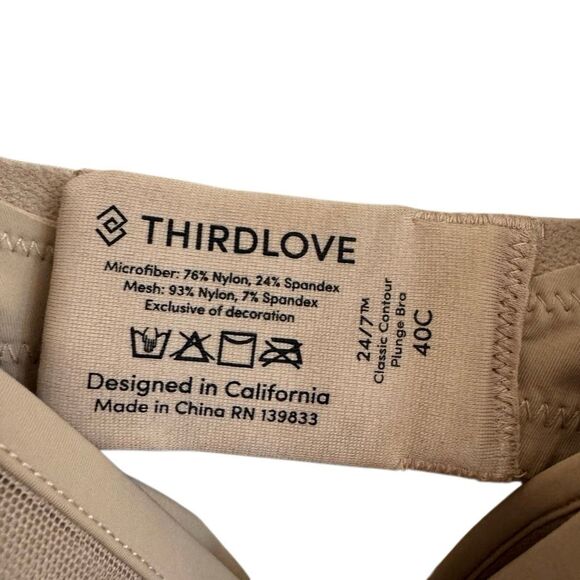 THIRDLOVE
Microfiber: 76% Nylon, 24% Spandex
Mesh: 93% Nylon, 7% Spandex
Exclusive of decoration
Designed in California
Made in China RN 139833
24/7™
Classic Contour
Plunge Bra
40C